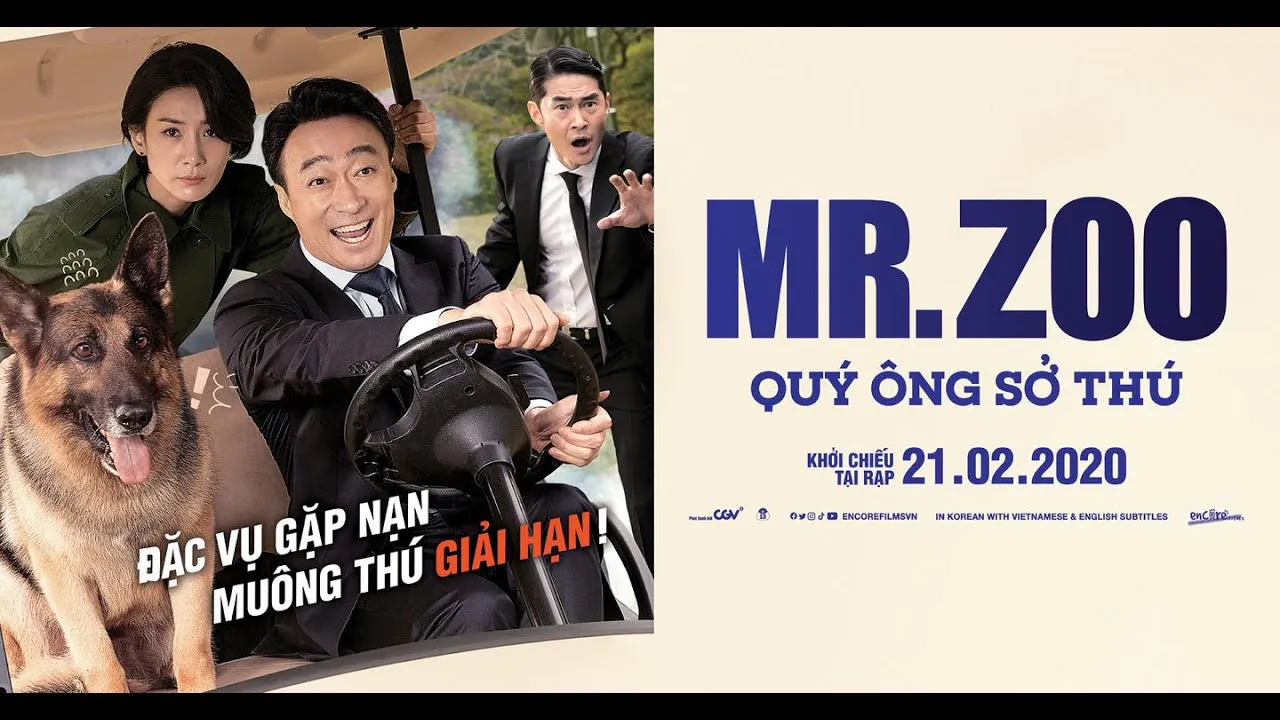 ĐẶC VỤ GẶP NẠN
MUÔNG THÚ GIẢI HẠN!
MR.ZOO
QUÝ ÔNG SỞ THÚ
KHỞI CHIẾU
TẠI RẠP 21.02.2020
CGV ENCOREFILMSVN IN KOREAN WITH VIETNAMESE & ENGLISH SUBTITLES encore